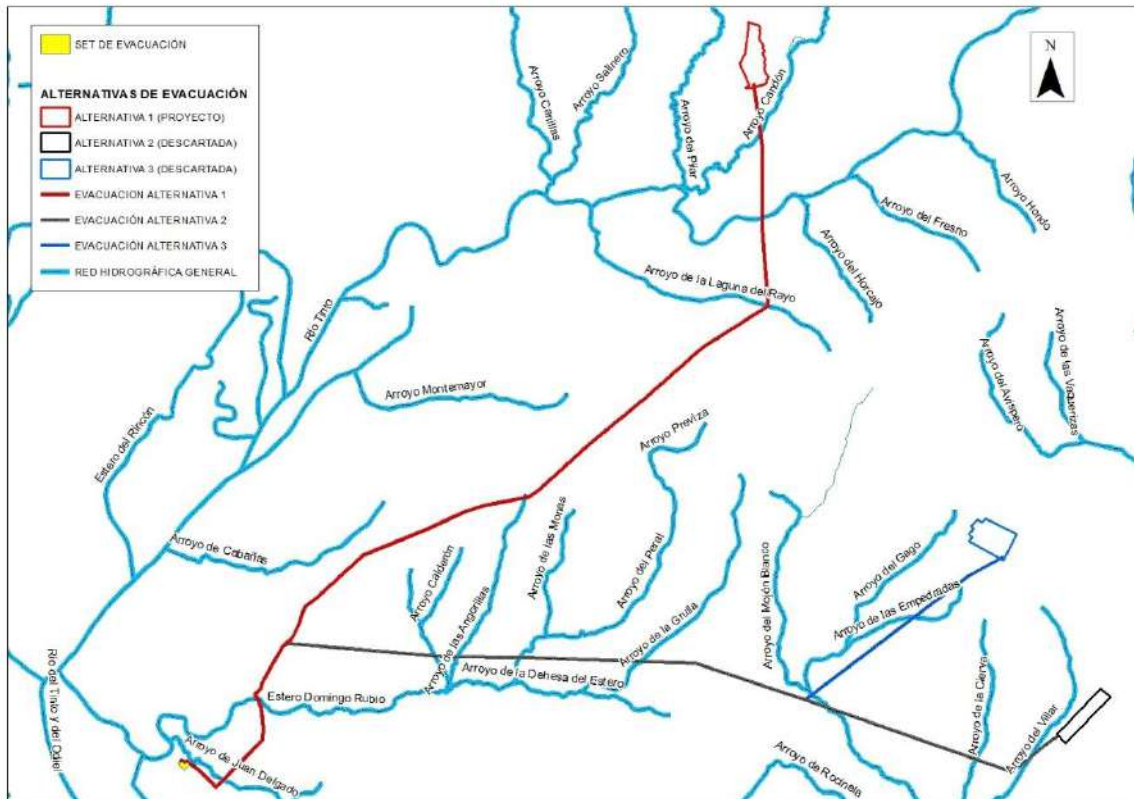 SET DE EVACUACIÓN
ALTERNATIVAS DE EVACUACIÓN
ALTERNATIVA 1 (PROYECTO)
ALTERNATIVA 2 (DESCARTADA)
ALTERNATIVA 3 (DESCARTADA)
EVACUACION ALTERNATIVA 1
EVACUACIÓN ALTERNATIVA 2
EVACUACIÓN ALTERNATIVA 3
RED HIDROGRÁFICA GENERAL
N
Arroyo Canillas
Arroyo Salinero
Arroyo del Pilar
Arroyo Candón
Arroyo Hondo
Arroyo del Fresno
Arroyo del Horcajo
Arroyo de la Laguna del Rayo
Río Tinto
Arroyo Montemayor
Estero del Rincón
Arroyo del Avispero
Arroyo de las Vaquerizas
Arroyo Previza
Arroyo de Cabañas
Arroyo Calderón
Arroyo de las Angorillas
Arroyo de las Monas
Arroyo del Peral
Arroyo de la Grulla
Arroyo del Mojón Blanco
Arroyo del Gago
Arroyo de las Empedradas
Arroyo de la Dehesa del Estero
Estero Domingo Rubio
Río del Tinto y del Odiel
Arroyo de Juan Delgado
Arroyo de la Cierva
Arroyo del Villar
Arroyo de Rocinela